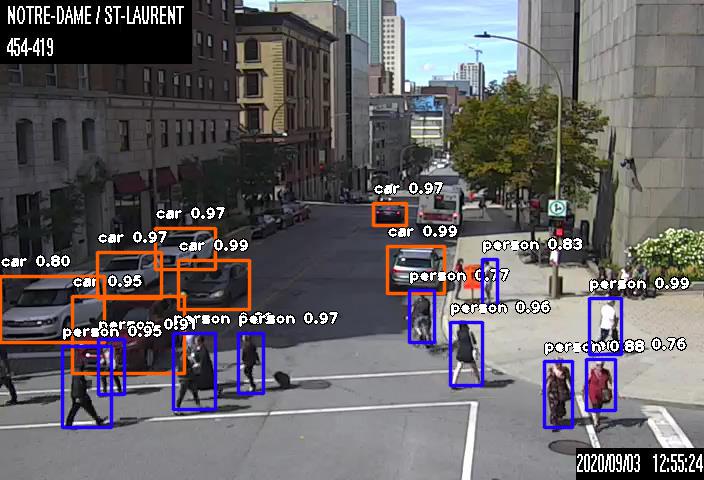 NOTRE-DAME / ST-LAURENT
454-419
car 0.97
car 0.97
car 0.99
car 0.80
car 0.95
car 0.97
car 0.99
person 0.83
person 0.77
person 0.99
person 0.96
person 0.95
person 0.97
person 0.88
0.76
2020/09/03 12:55:24